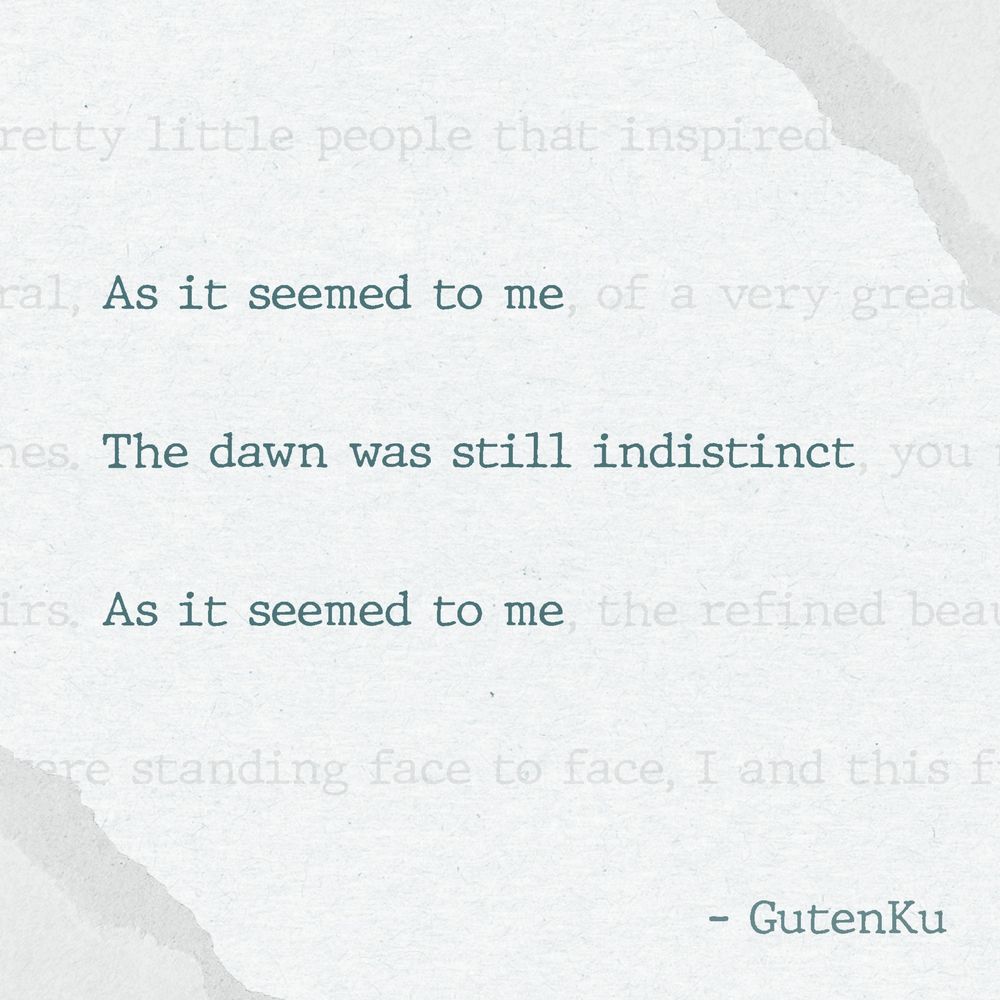 retty little people that inspired
ral, As it seemed to me, of a very great
nes. The dawn was still indistinct, you
irs. As it seemed to me, the refined beau
ere standing face to face, I and this f
- GutenKu